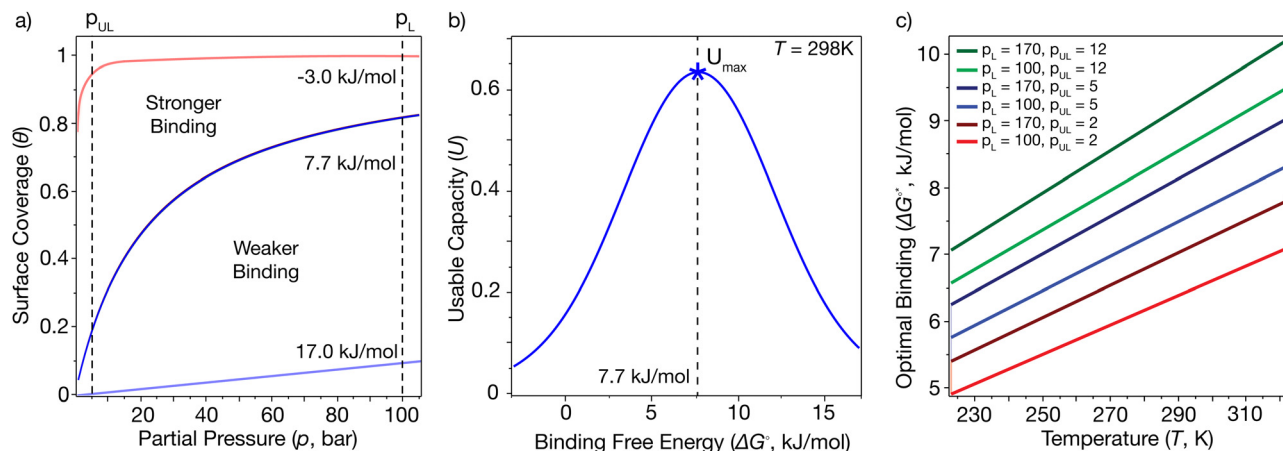 a)
p_UL
p_L
1
0.8
0.6
0.4
0.2
0
Surface Coverage (θ)
-3.0 kJ/mol
Stronger
Binding
7.7 kJ/mol
Weaker
Binding
17.0 kJ/mol
20
40
60
80
100
Partial Pressure (p, bar)
b)
T = 298K
U_max
0.6
0.4
0.2
0
Usable Capacity (U)
7.7 kJ/mol
0
5
10
15
Binding Free Energy (ΔG°, kJ/mol)
c)
10
9
8
7
6
5
Optimal Binding (ΔG°*, kJ/mol)
p_L = 170, p_UL = 12
p_L = 100, p_UL = 12
p_L = 170, p_UL = 5
p_L = 100, p_UL = 5
p_L = 170, p_UL = 2
p_L = 100, p_UL = 2
230
250
270
290
310
Temperature (T, K)